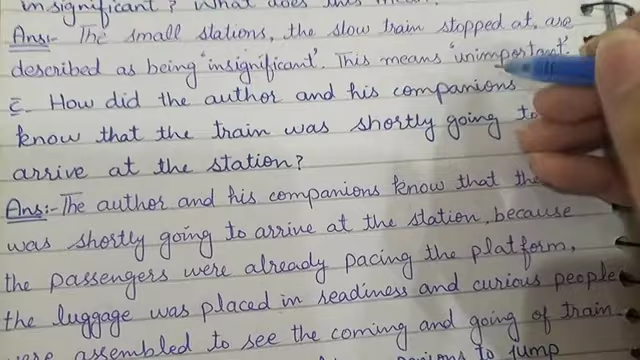 insignificant? What does this mean?
Ans:- The small stations, the slow train stopped at, are
described as being 'insignificant'. This means 'unimportant'.
c. How did the author and his companions
know that the train was shortly going to
arrive at the station?
Ans:- The author and his companions know that the
was shortly going to arrive at the station, because
the passengers were already pacing the platform,
the luggage was placed in readiness and curious people
were assembled to see the coming and going of train.
to jump